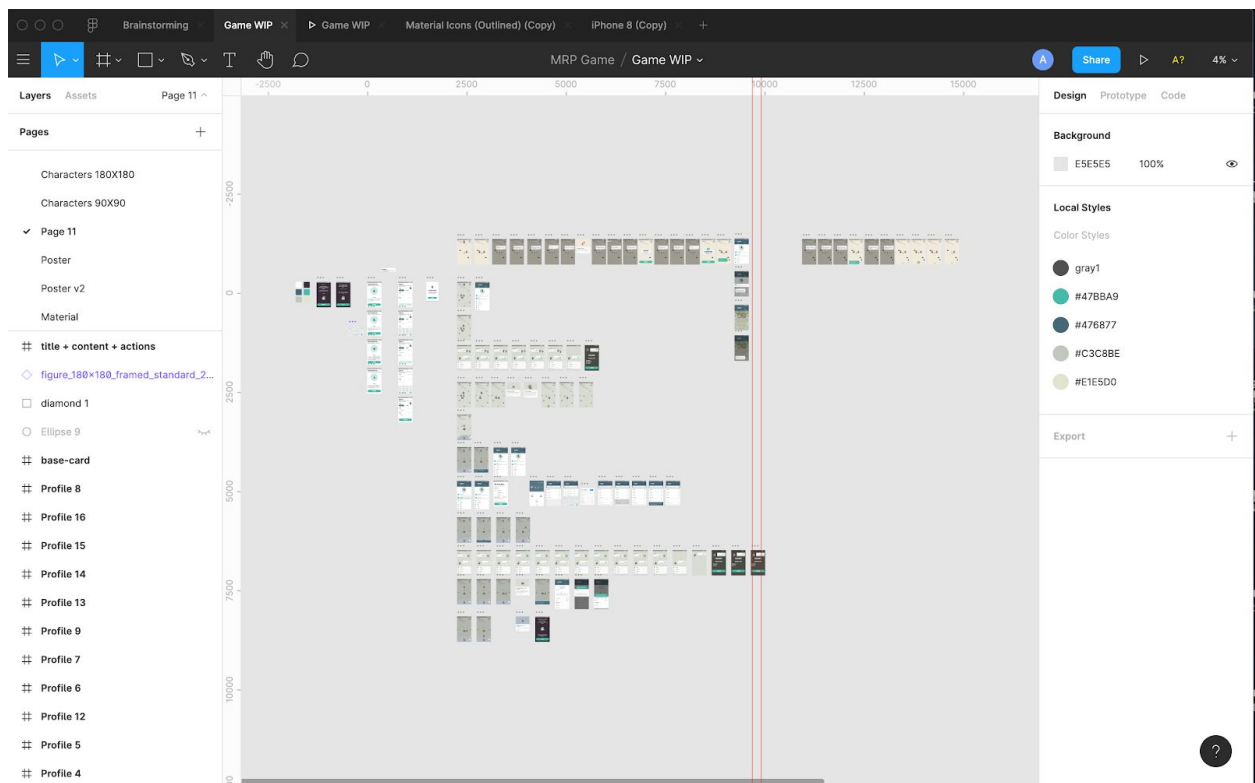 Brainstorming Game WIP Game WIP Material Icons (Outlined) (Copy) iPhone 8 (Copy)
MRP Game / Game WIP A Share A? 4%
Layers Assets Page 11
-2500 0 2500 5000 7500 10000 12500 15000
Design Prototype Code
Pages
Characters 180X180
Characters 90X90
Page 11
Poster
Poster v2
Material
title + content + actions
figure_180×180_framed_standard_2...
diamond 1
Ellipse 9
base-card
Profile 8
Profile 16
Profile 15
Profile 14
Profile 13
Profile 9
Profile 7
Profile 6
Profile 12
Profile 5
Profile 4
-2500
0
2500
5000
7500
10000
Background
E5E5E5 100%
Local Styles
Color Styles
gray1
#47BBA9
#476877
#C3C8BE
#E1E5D0
Export
?